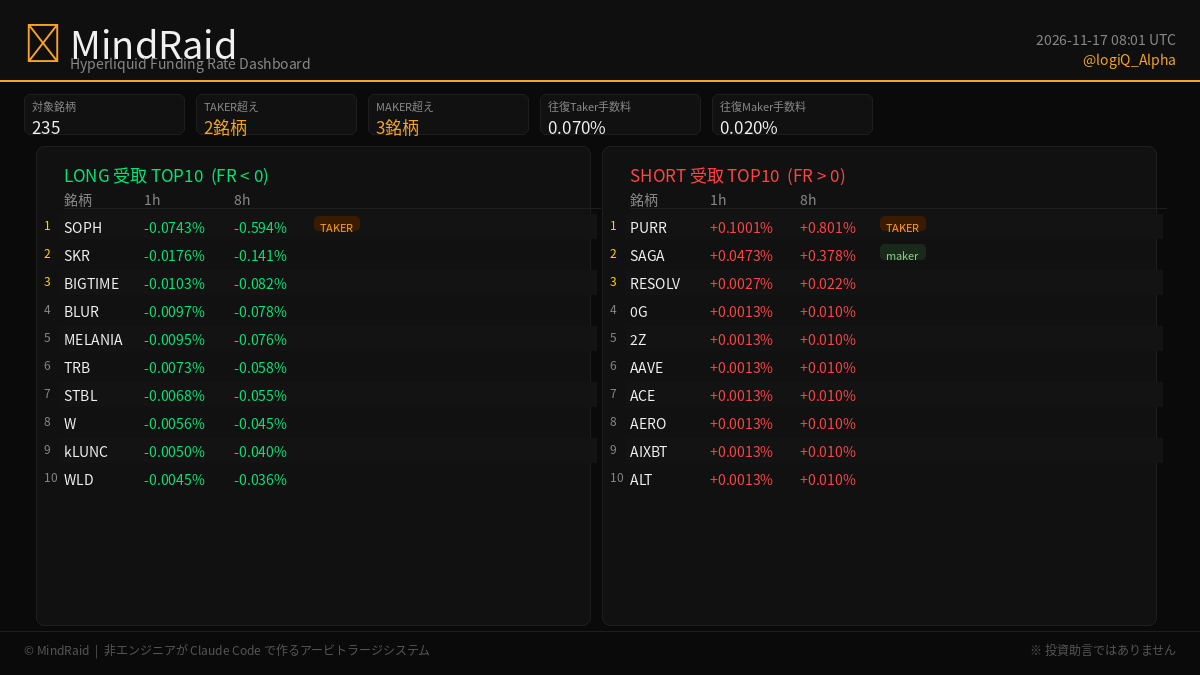 MindRaid
Hyperliquid Funding Rate Dashboard
2026-11-17 08:01 UTC
@logiQ_Alpha
対象銘柄
235
TAKER超え
2銘柄
MAKER超え
3銘柄
往復Taker手数料
0.070%
往復Maker手数料
0.020%
LONG 受取 TOP10 (FR < 0)
銘柄 1h 8h
1 SOPH -0.0743% -0.594% TAKER
2 SKR -0.0176% -0.141%
3 BIGTIME -0.0103% -0.082%
4 BLUR -0.0097% -0.078%
5 MELANIA -0.0095% -0.076%
6 TRB -0.0073% -0.058%
7 STBL -0.0068% -0.055%
8 W -0.0056% -0.045%
9 kLUNC -0.0050% -0.040%
10 WLD -0.0045% -0.036%
SHORT 受取 TOP10 (FR > 0)
銘柄 1h 8h
1 PURR +0.1001% +0.801% TAKER
2 SAGA +0.0473% +0.378% maker
3 RESOLV +0.0027% +0.022%
4 0G +0.0013% +0.010%
5 2Z +0.0013% +0.010%
6 AAVE +0.0013% +0.010%
7 ACE +0.0013% +0.010%
8 AERO +0.0013% +0.010%
9 AIXBT +0.0013% +0.010%
10 ALT +0.0013% +0.010%
© MindRaid | 非エンジニアが Claude Code で作るアービトラージシステム
※ 投資助言ではありません